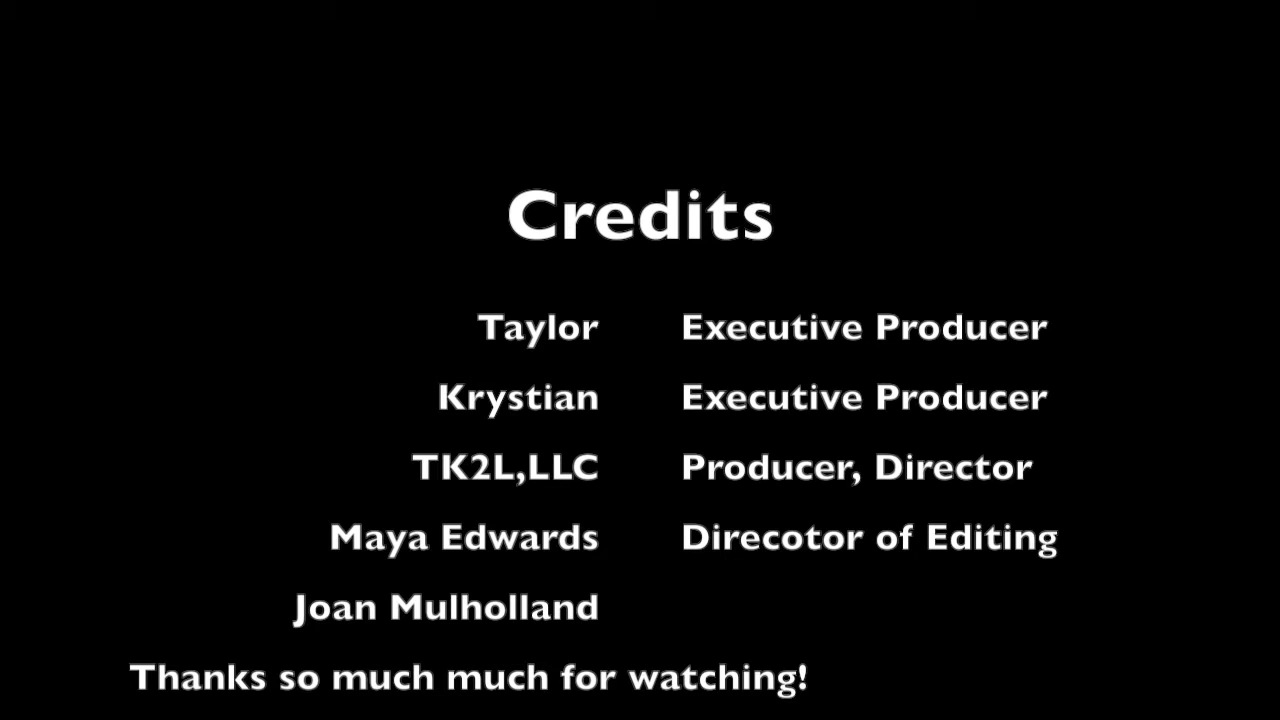 Credits
Taylor Executive Producer
Krystian Executive Producer
TK2L,LLC Producer, Director
Maya Edwards Direcotor of Editing
Joan Mulholland
Thanks so much much for watching!